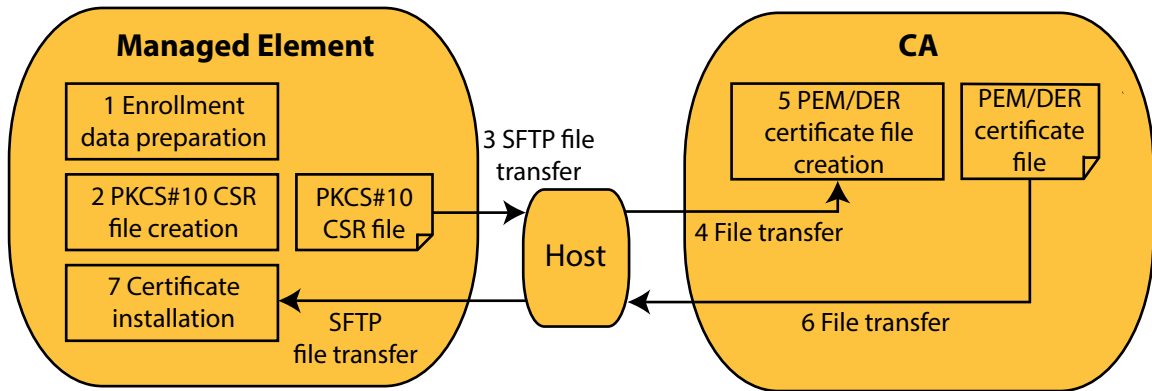 Managed Element
1 Enrollment
data preparation
2 PKCS#10 CSR
file creation
PKCS#10
CSR file
7 Certificate
installation
3 SFTP file
transfer
Host
SFTP
file transfer
CA
5 PEM/DER
certificate file
creation
PEM/DER
certificate
file
4 File transfer
6 File transfer